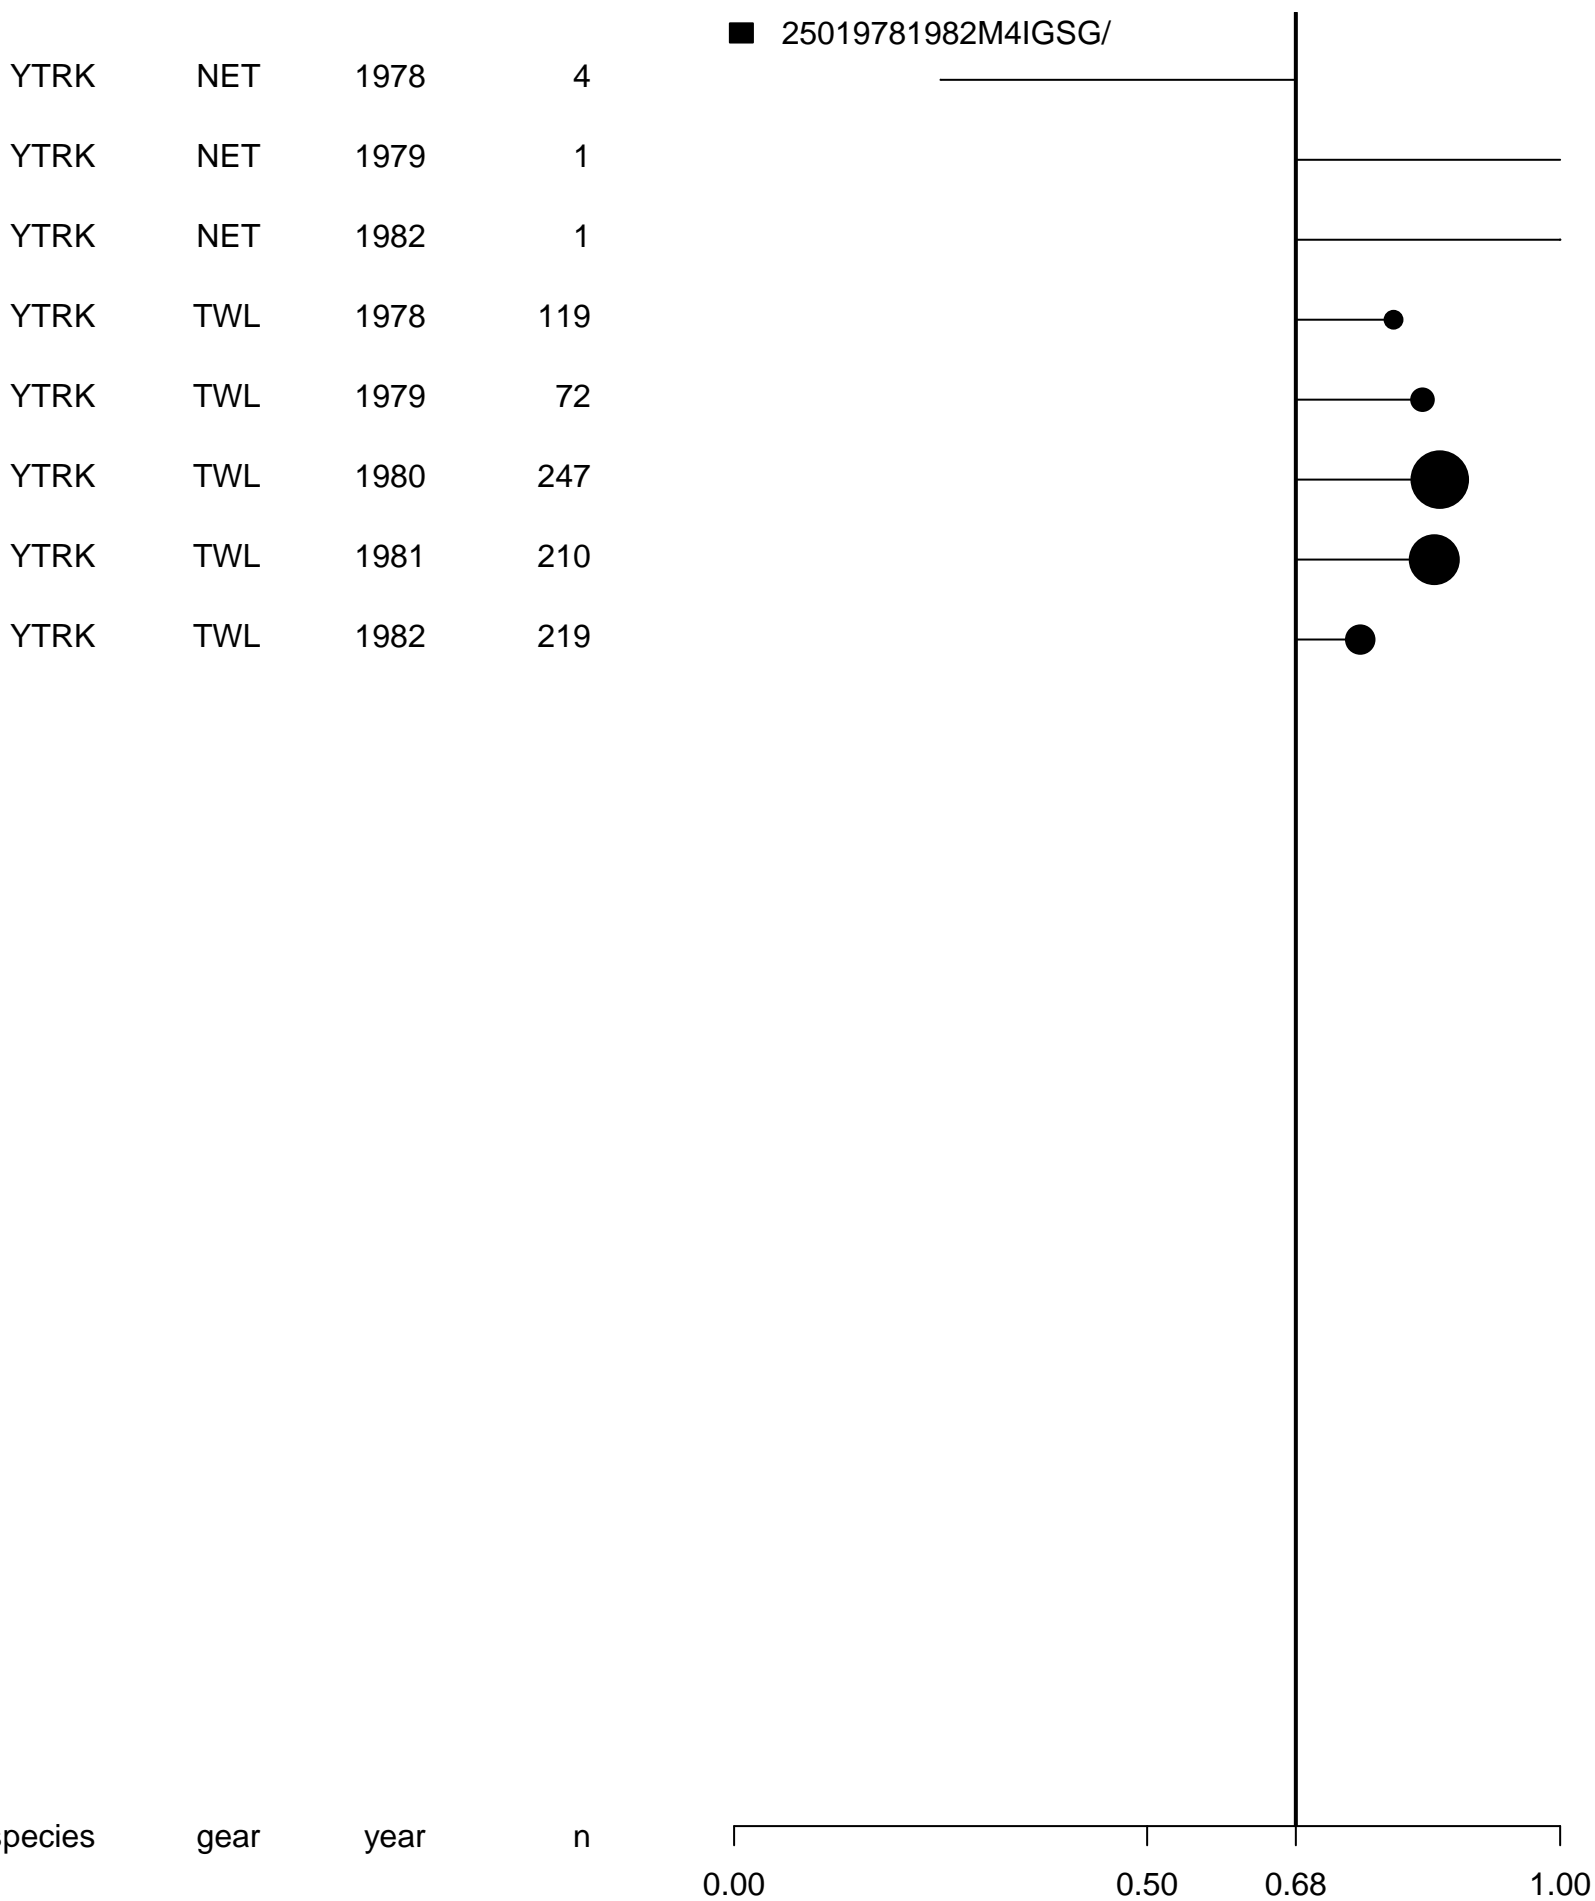 25019781982M4IGSG/
YTRK NET 1978 4
YTRK NET 1979 1
YTRK NET 1982 1
YTRK TWL 1978 119
YTRK TWL 1979 72
YTRK TWL 1980 247
YTRK TWL 1981 210
YTRK TWL 1982 219
species gear year n
0.00 0.50 0.68 1.00